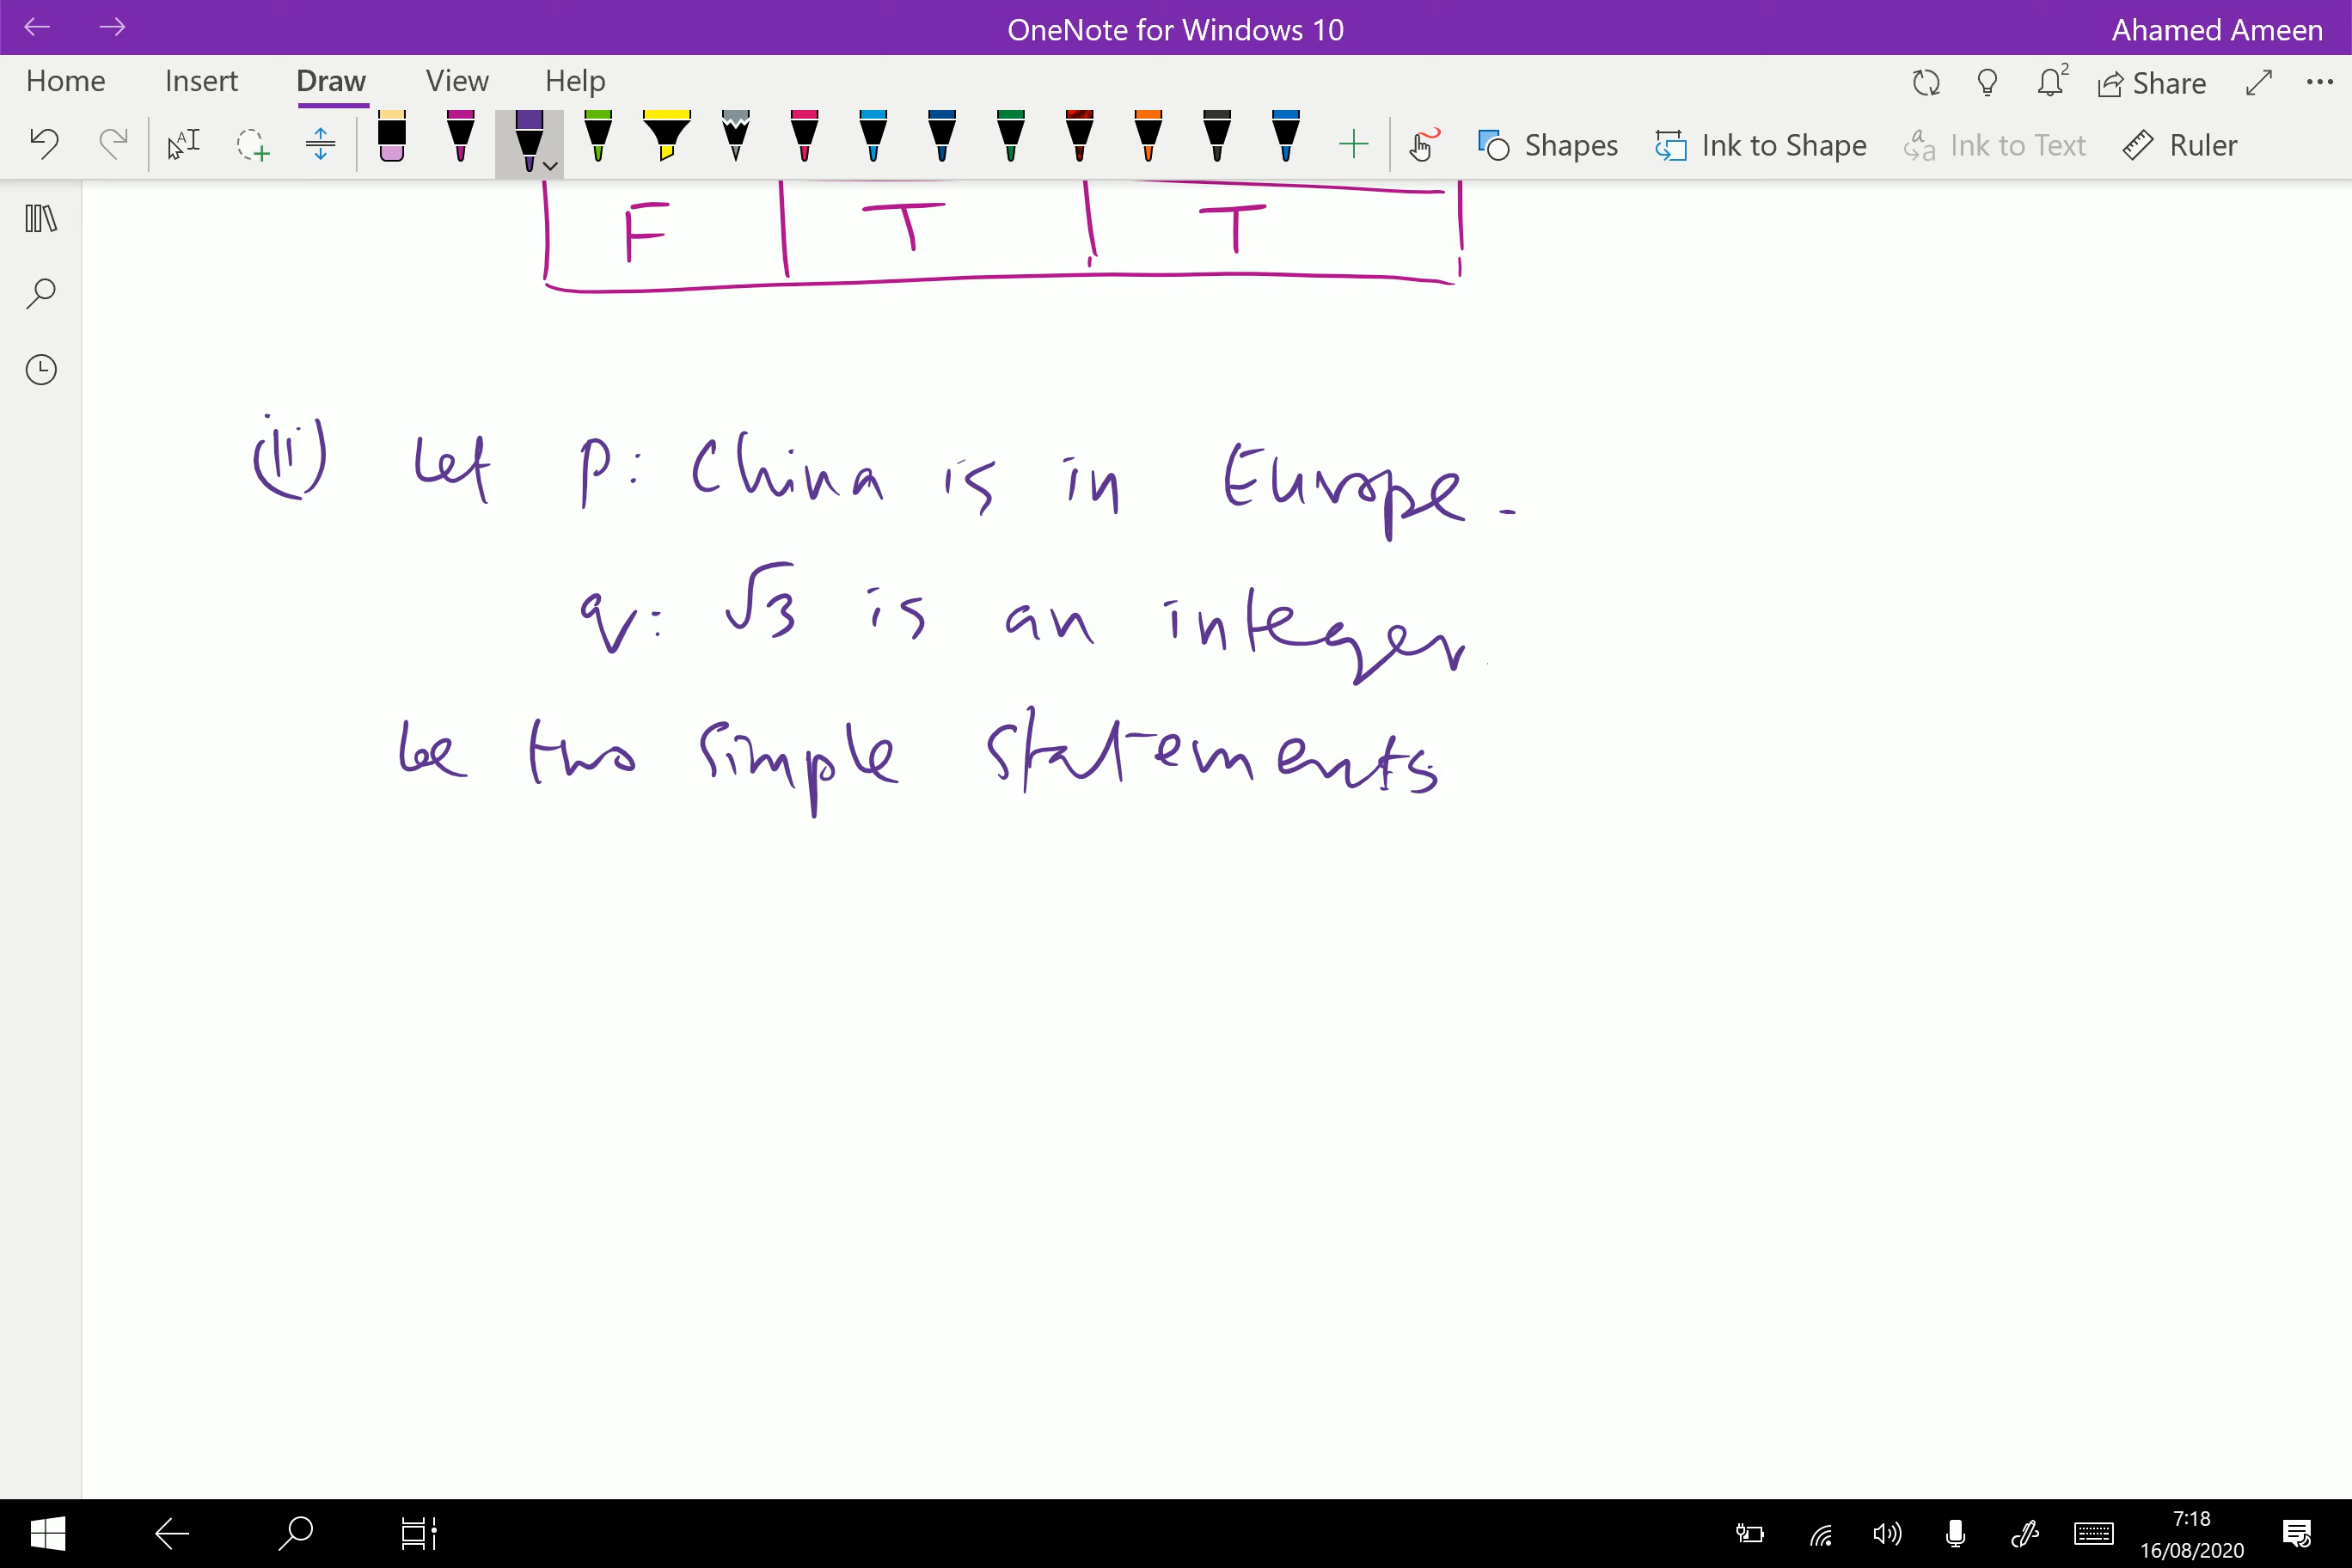 OneNote for Windows 10
Ahamed Ameen
Home Insert Draw View Help
2 Share
Shapes Ink to Shape Ink to Text Ruler
F T T
(ii) Let P: China is in Europe.
q: √3 is an integer.
be two simple statements
7:18
16/08/2020